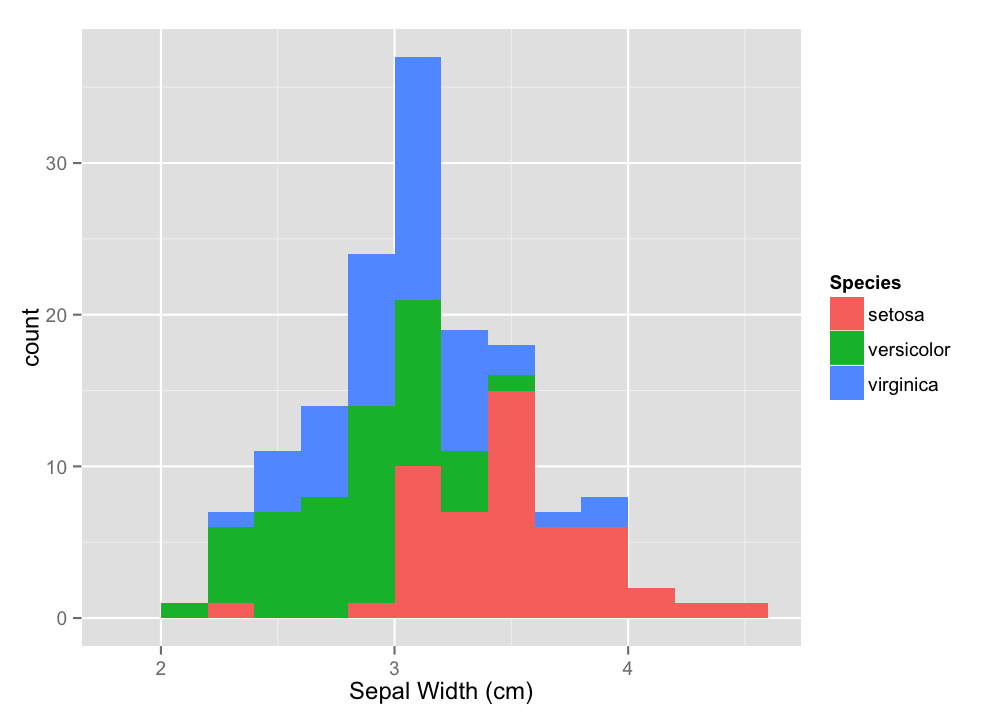 count
30
20
10
0
2 3 4
Sepal Width (cm)
Species
setosa
versicolor
virginica